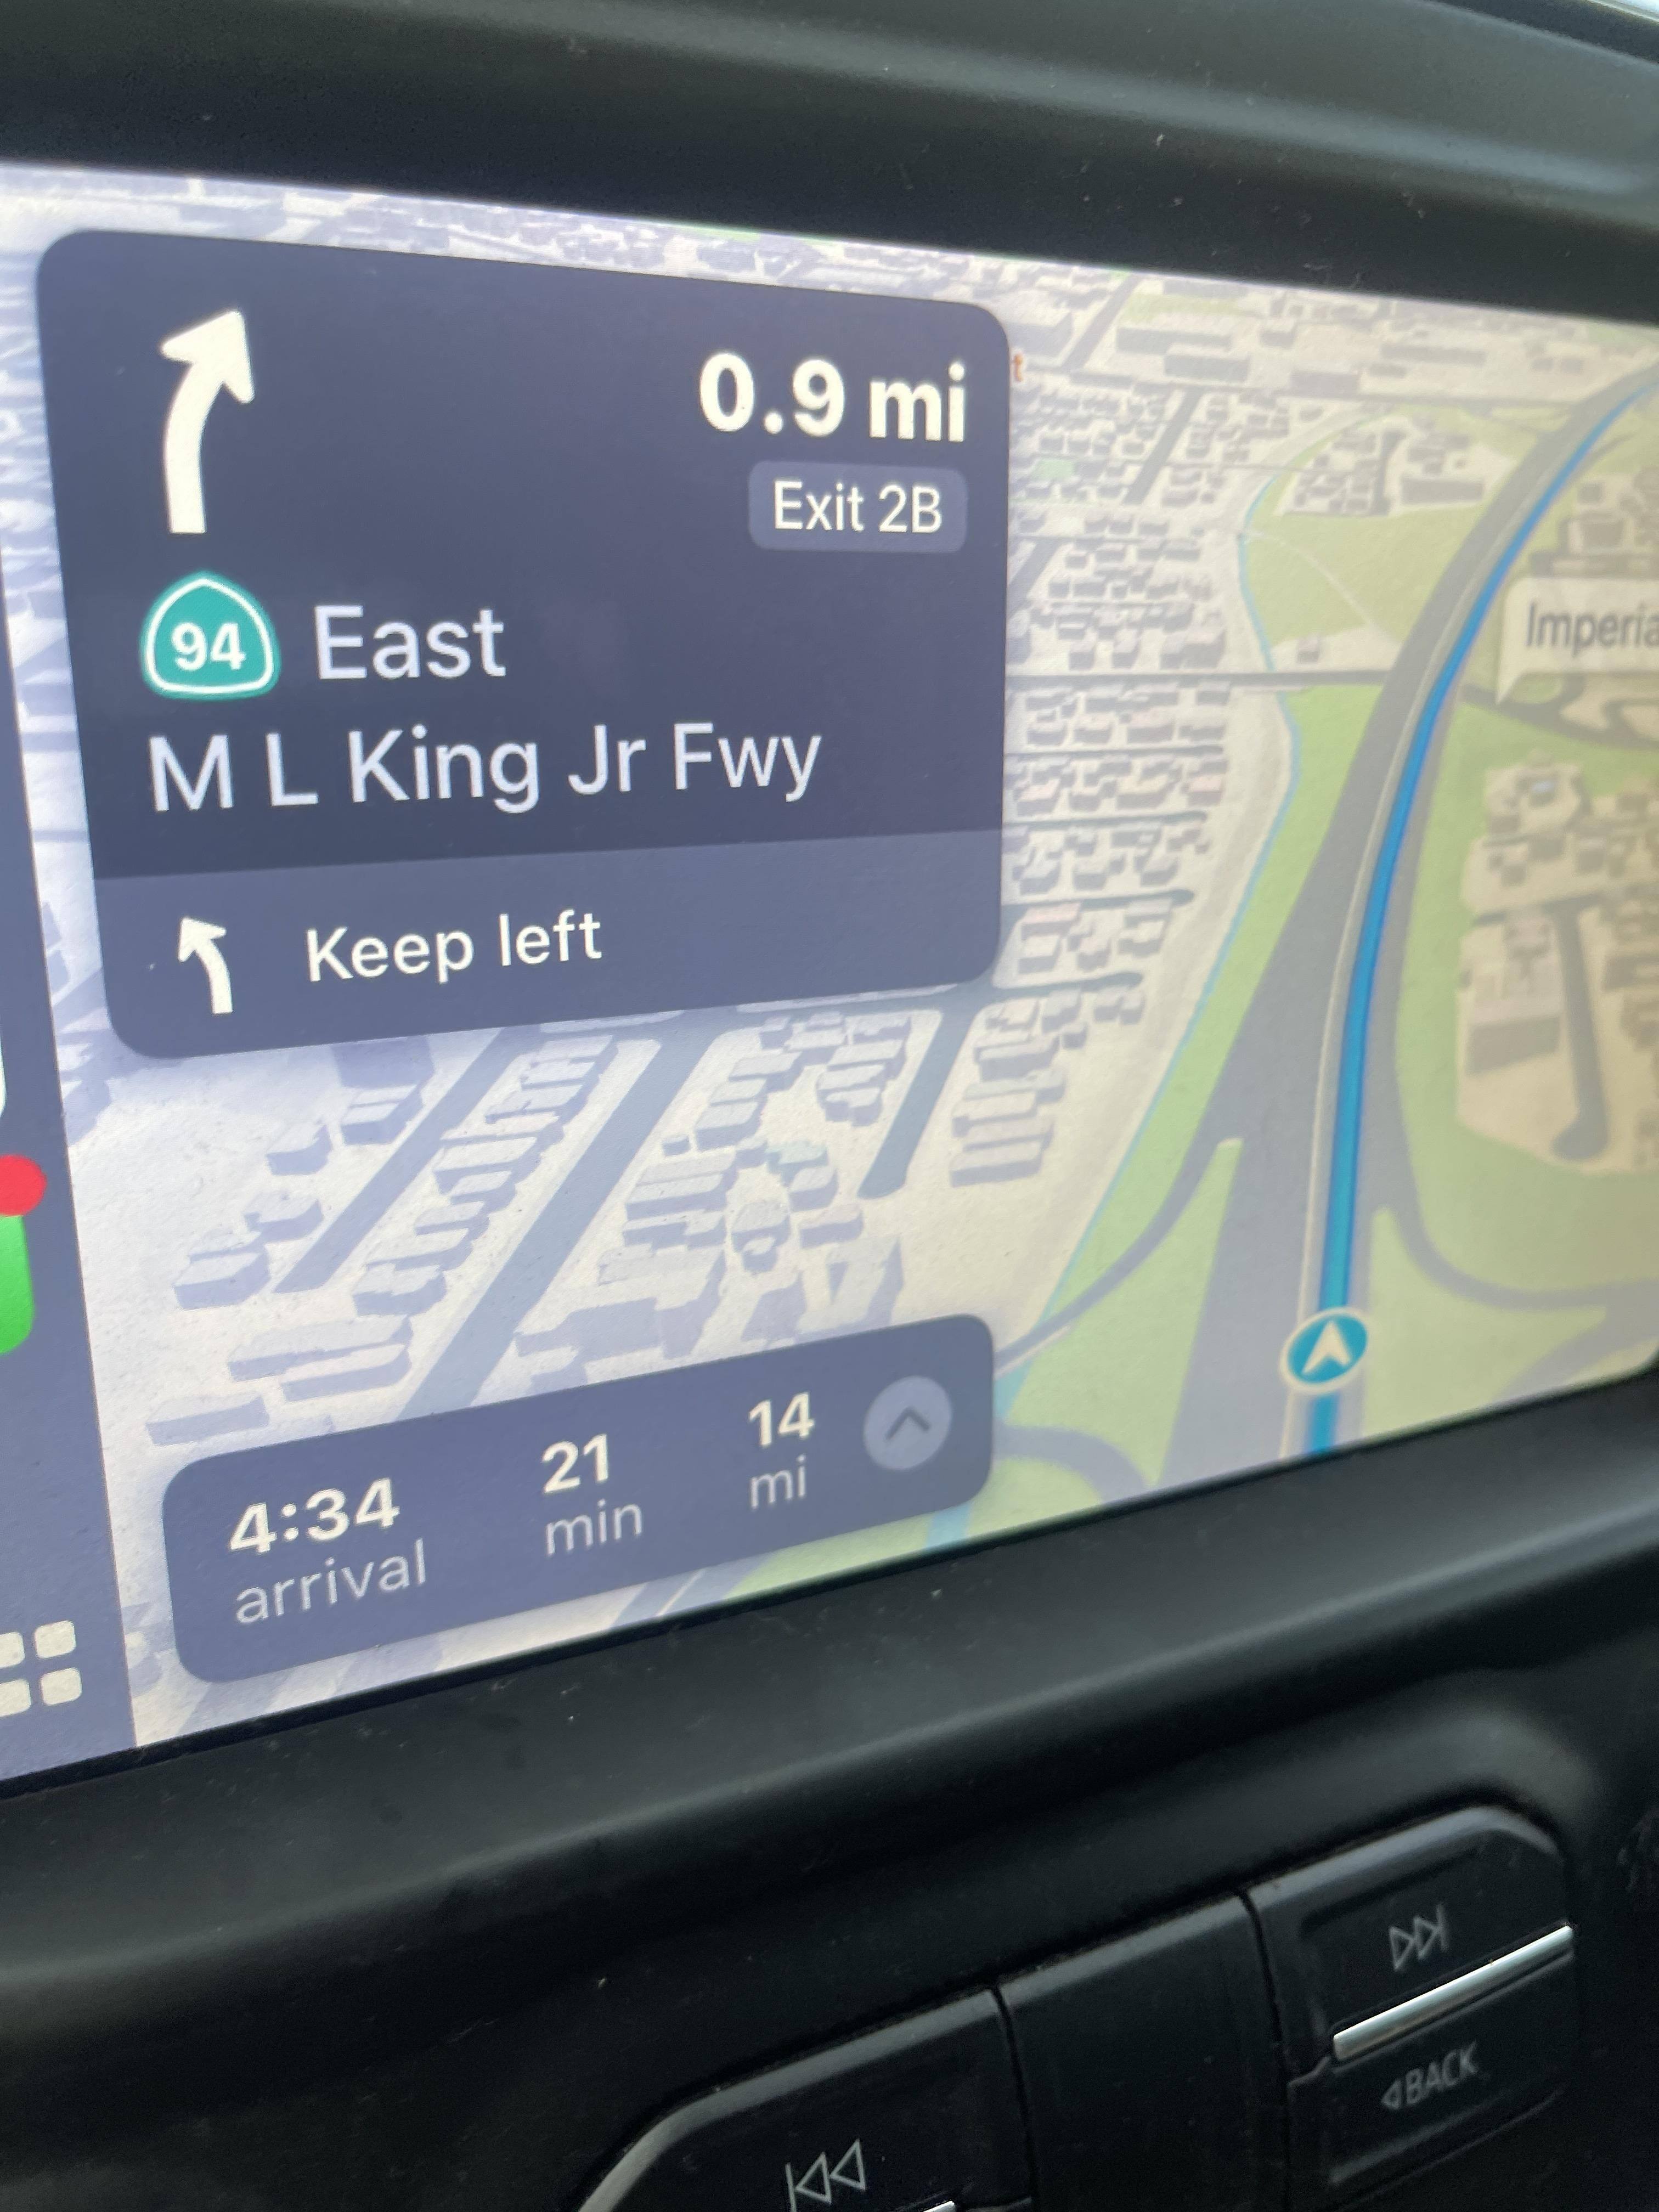 0.9 mi
Exit 2B
94 East
M L King Jr Fwy
Keep left
4:34
arrival
21
min
14
mi
BACK